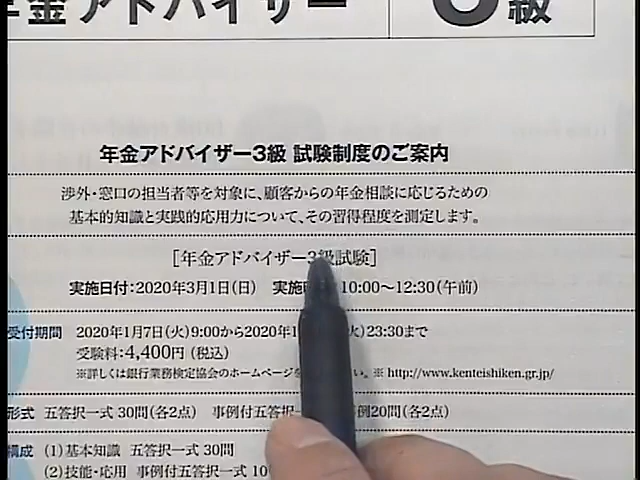 年金アドバイザー 3級
年金アドバイザー3級 試験制度のご案内
渉外・窓口の担当者等を対象に、顧客からの年金相談に応じるための
基本的知識と実践的応用力について、その習得程度を測定します。
[年金アドバイザー3級試験]
実施日付:2020年3月1日(日) 実施 10:00~12:30(午前)
受付期間 2020年1月7日(火)9:00から2020年1 火)23:30まで
受験料:4,400円(税込)
※詳しくは銀行業務検定協会のホームページを い。※http://www.kenteishiken.gr.jp/
形式 五答択一式 30問(各2点) 事例付五答択一 例20問(各2点)
構成 (1)基本知識 五答択一式 30問
(2)技能・応用 事例付五答択一式 10